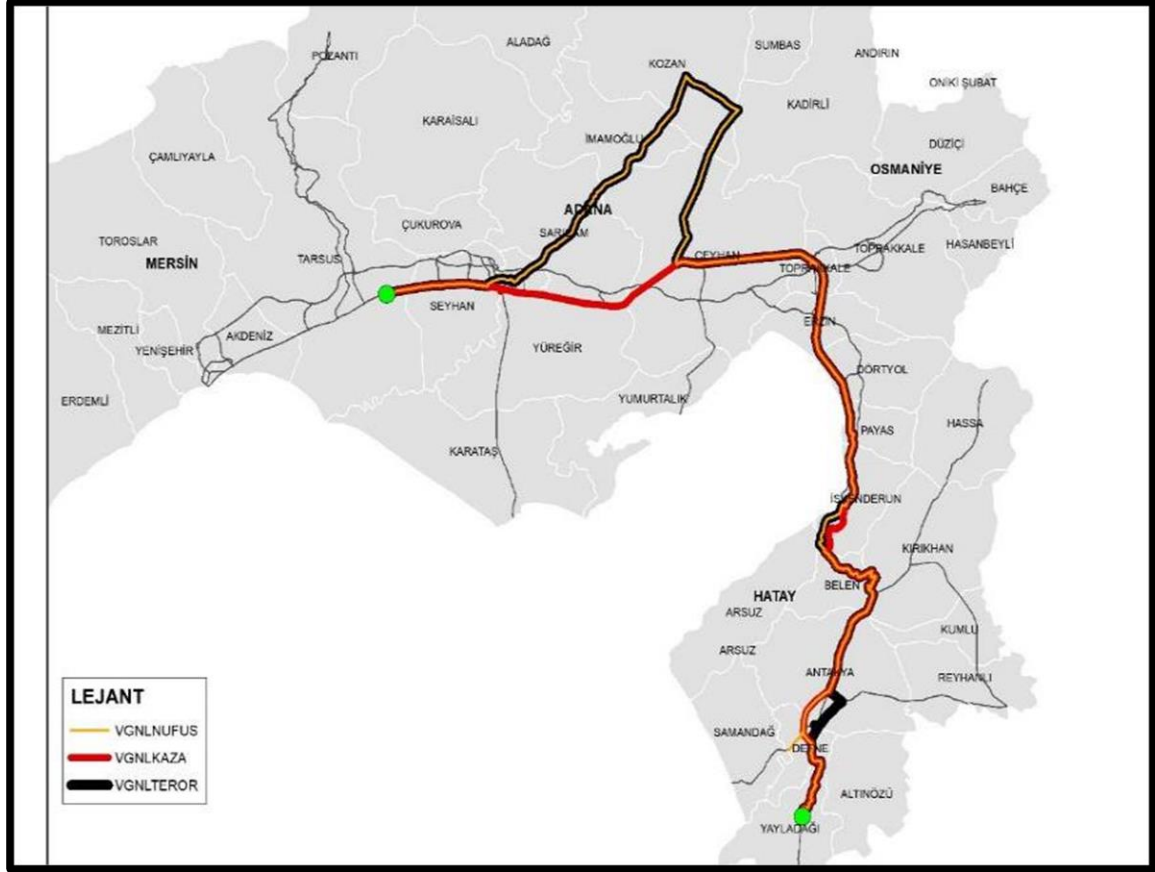 ALADAĞ
SUMBAS
ANDIRIN
POZANTI
KOZAN
ONİKİ ŞUBAT
KADİRLİ
KARAİSALI
İMAMOĞLU
DÜZİÇİ
ÇAMLIYAYLA
OSMANİYE
BAHÇE
ADANA
ÇUKUROVA
SARIÇAM
TOROSLAR
HASANBEYLİ
TOPRAKKALE
MERSİN
TARSUS
CEYHAN
TOPRAKKALE
SEYHAN
ERZİN
MEZİTLİ
AKDENİZ
YENİŞEHİR
YÜREĞİR
DÖRTYOL
ERDEMLİ
YUMURTALIK
HASSA
PAYAS
KARATAŞ
İSKENDERUN
KIRIKHAN
BELEN
HATAY
ARSUZ
KUMLU
ARSUZ
ANTAKYA
REYHANLI
SAMANDAĞ
DEFNE
ALTINÖZÜ
YAYLADAĞI
LEJANT
VGNLNUFUS
VGNLKAZA
VGNLTEROR